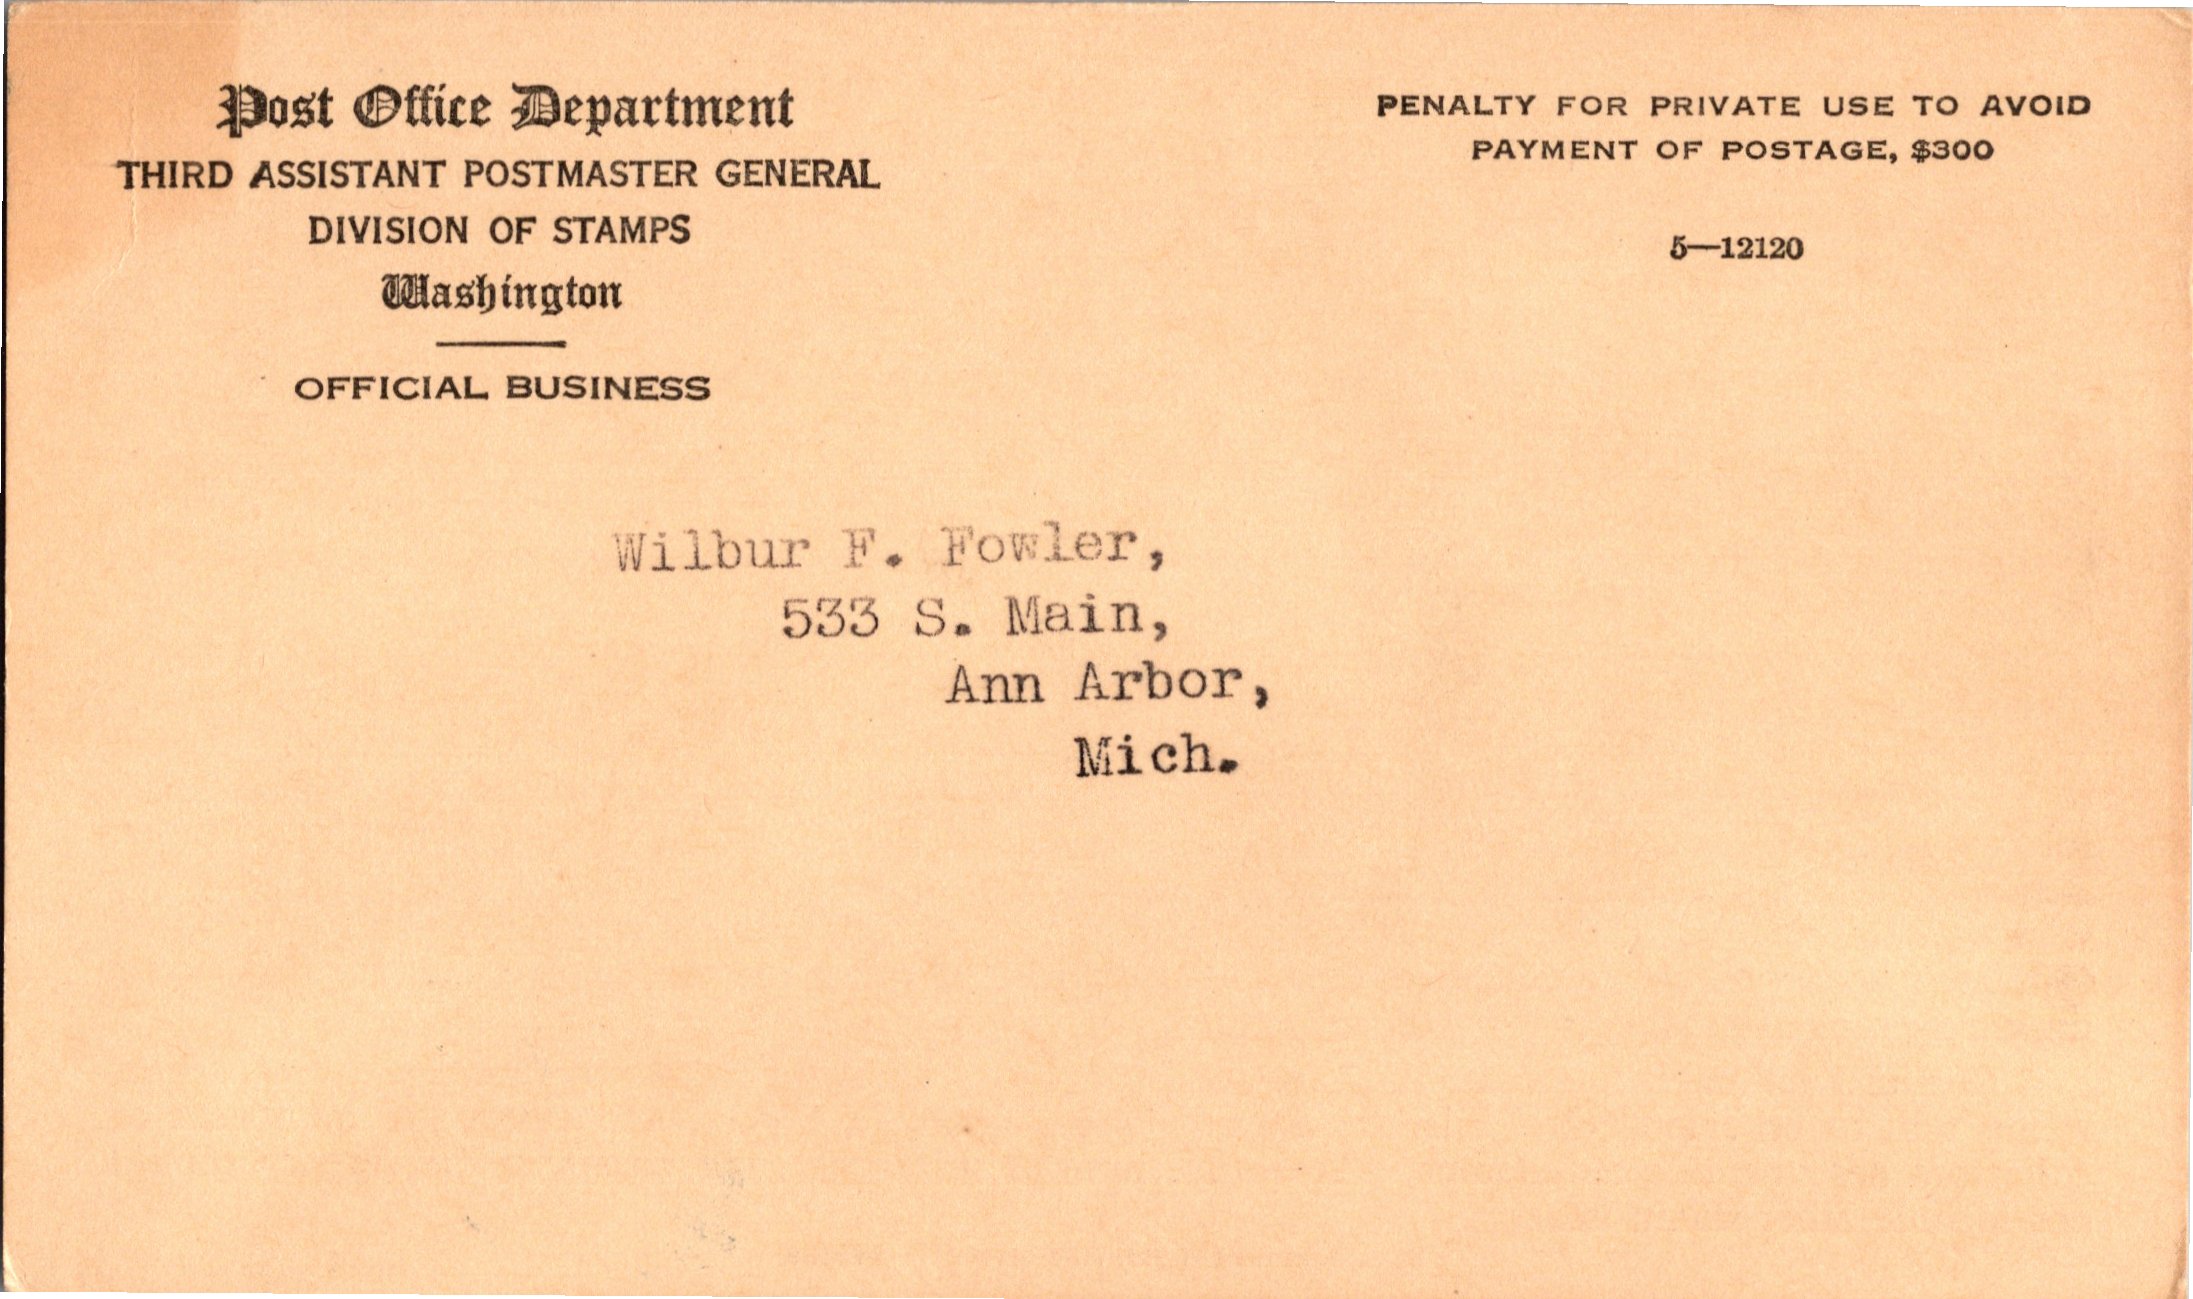 Post Office Department
THIRD ASSISTANT POSTMASTER GENERAL
DIVISION OF STAMPS
Washington
OFFICIAL BUSINESS
PENALTY FOR PRIVATE USE TO AVOID
PAYMENT OF POSTAGE, $300
5—12120
Wilbur F. Fowler,
533 S. Main,
Ann Arbor,
Mich.